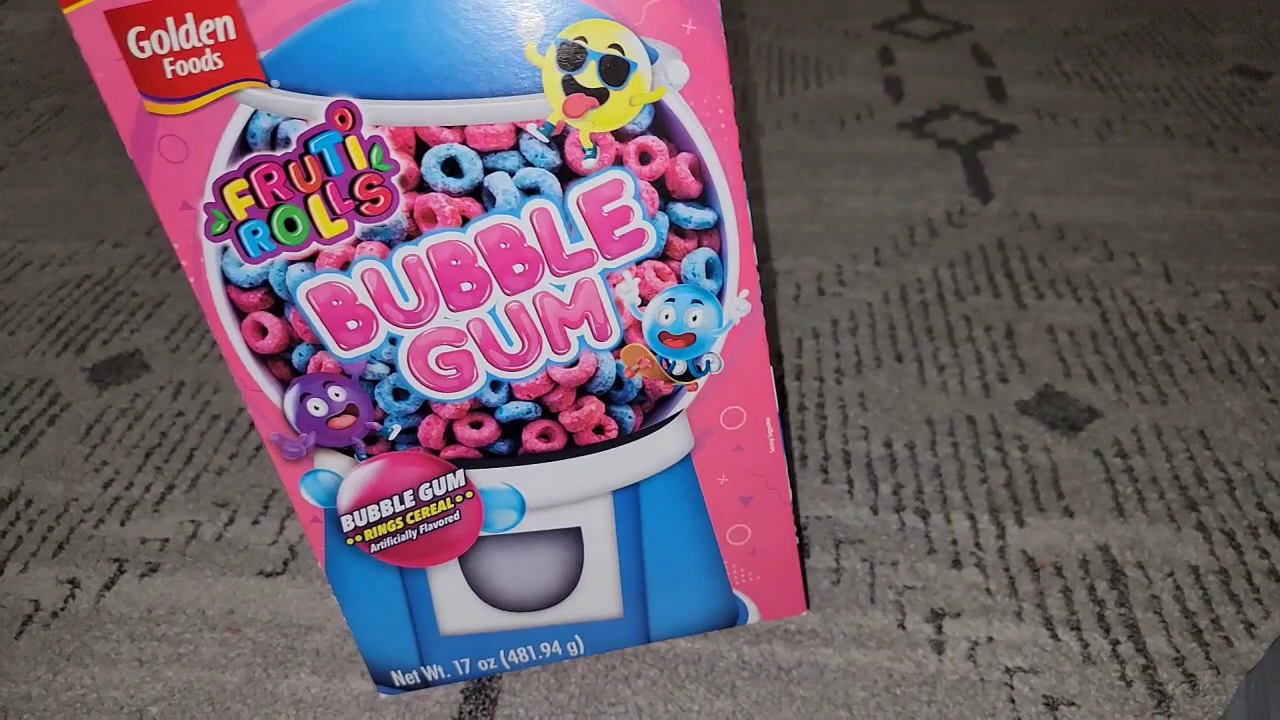 Golden
Foods
FRUTI
ROLLS
BUBBLE
GUM
BUBBLE GUM
RINGS CEREAL
Artificially Flavored
Net Wt. 17 oz (481.94 g)